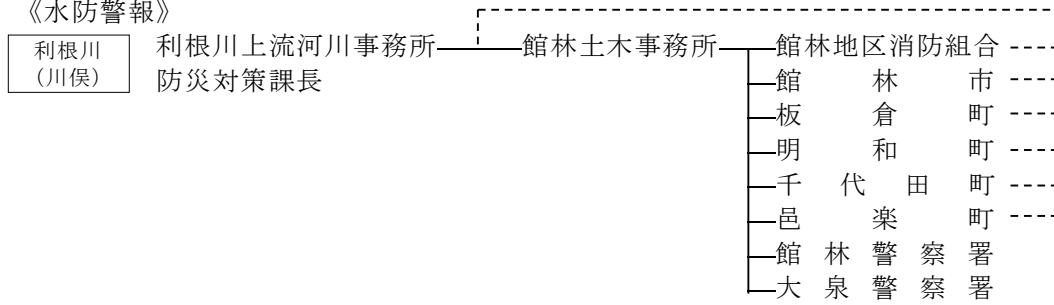 《水防警報》
利根川
(川俣)
利根川上流河川事務所
防災対策課長
館林土木事務所
館林地区消防組合
館林市
板倉町
明和町
千代田町
邑楽町
館林警察署
大泉警察署